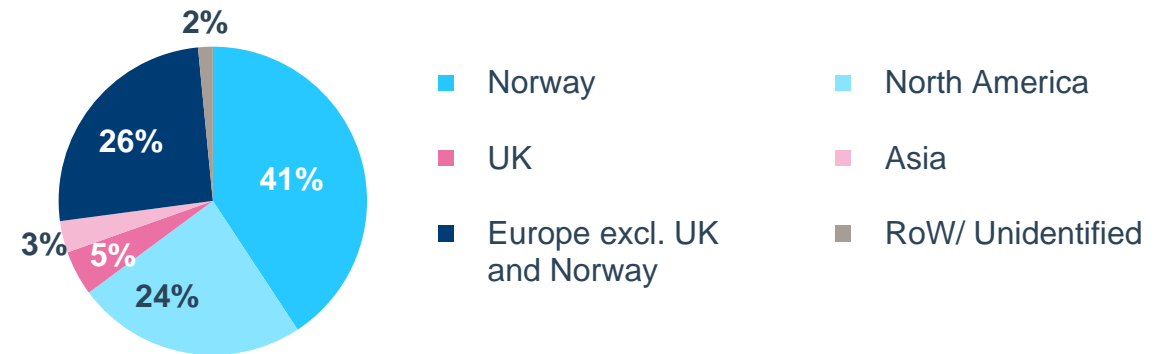 2%
26%
41%
3%
5%
24%
Norway
North America
UK
Asia
Europe excl. UK
and Norway
RoW/ Unidentified